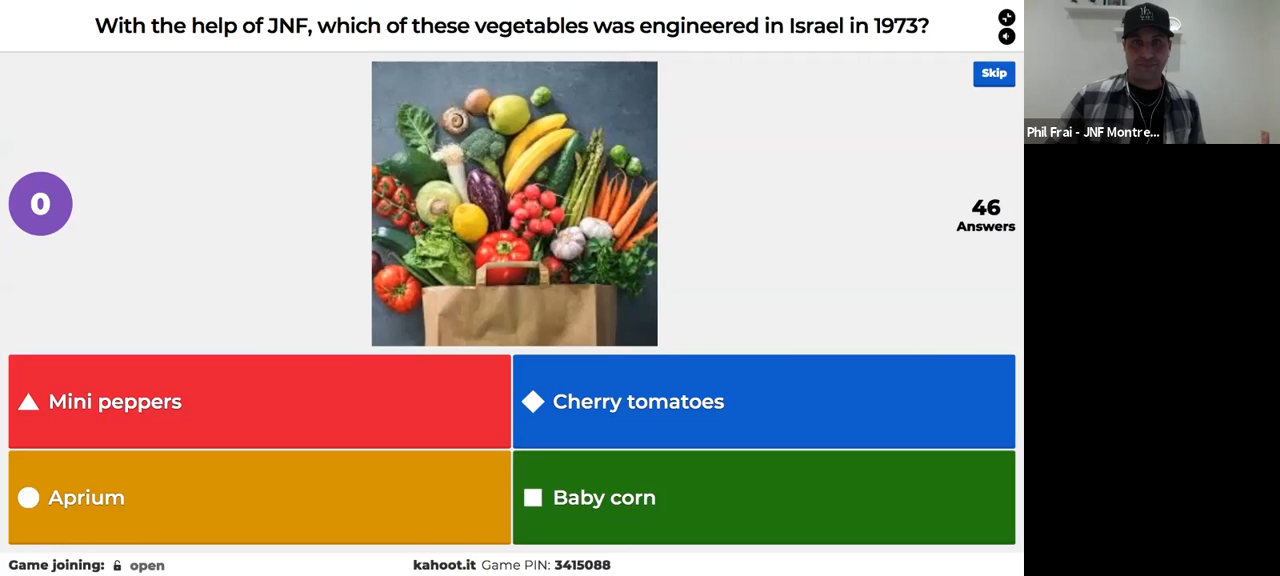 With the help of JNF, which of these vegetables was engineered in Israel in 1973?
Skip
Phil Frai - JNF Montre...
0
46
Answers
Mini peppers
Cherry tomatoes
Aprium
Baby corn
Game joining: open
kahoot.it Game PIN: 3415088